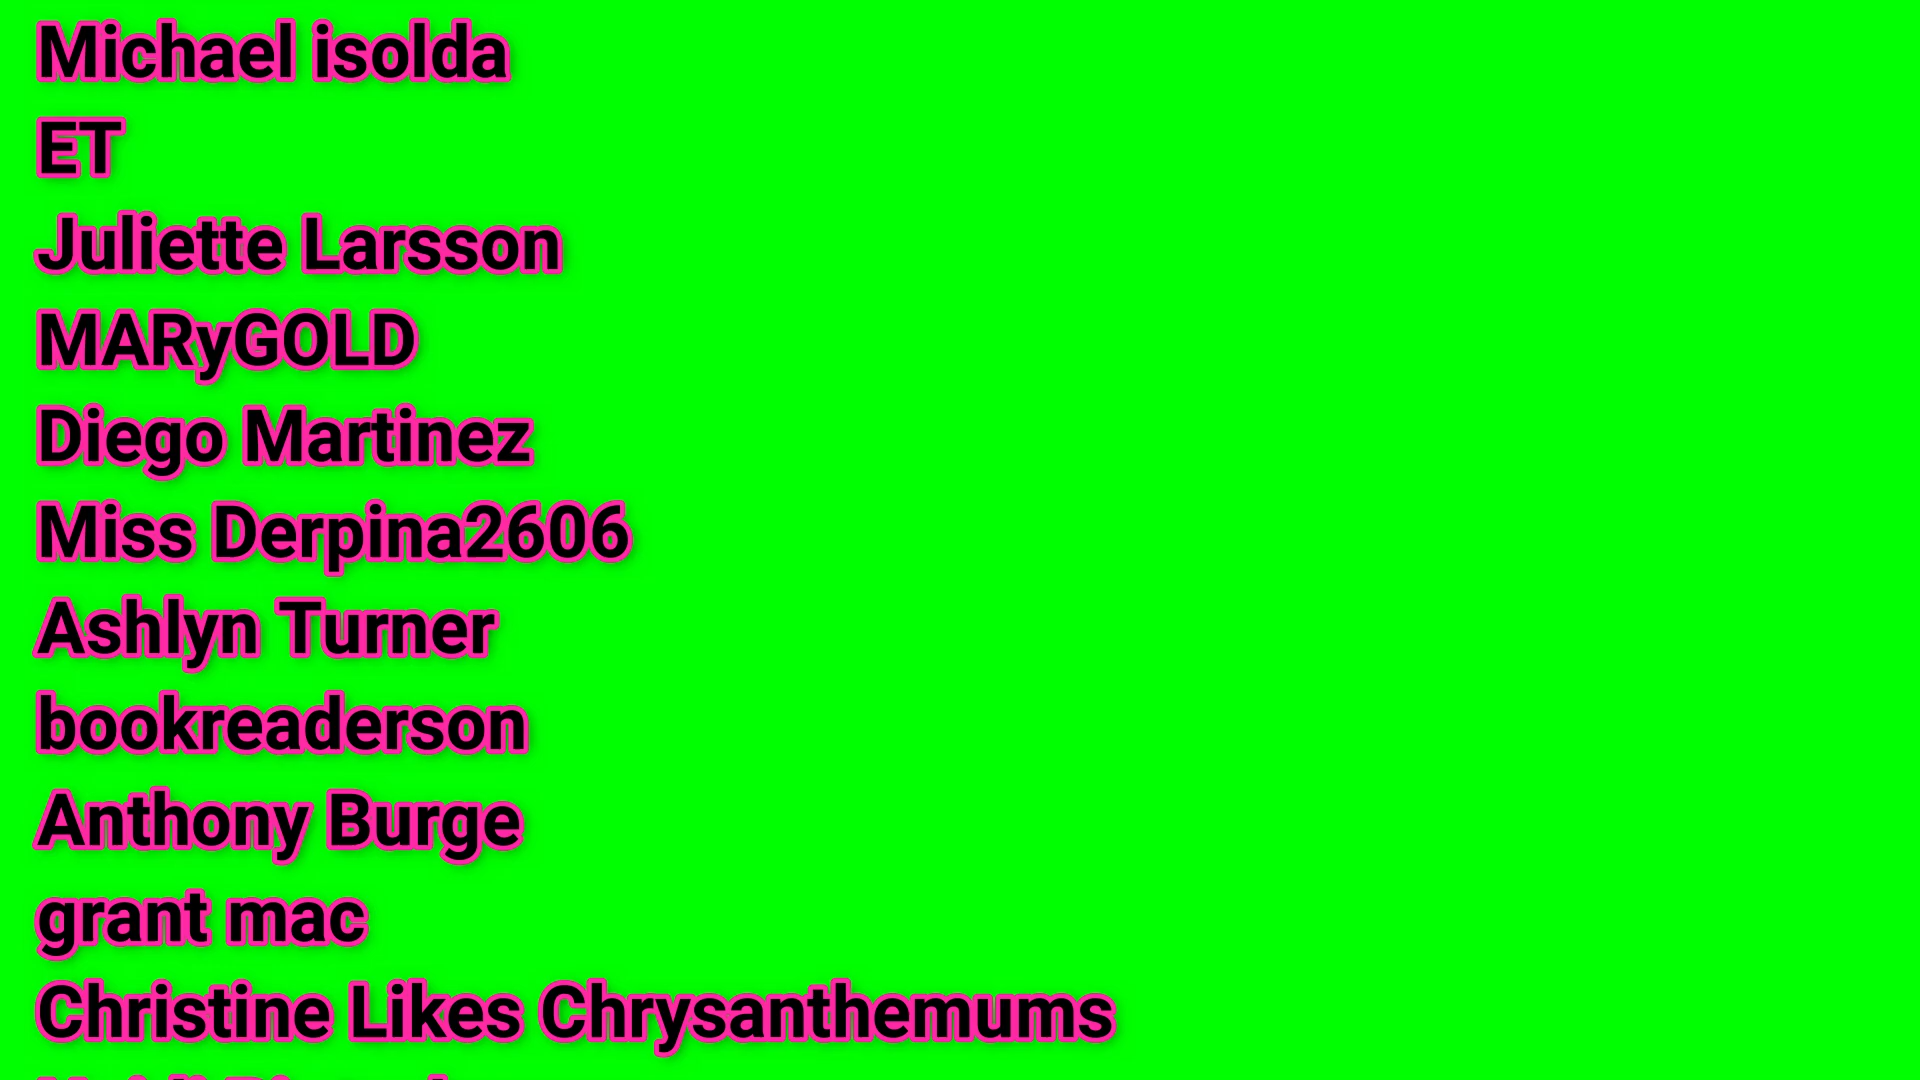 Michael isolda
ET
Juliette Larsson
MARyGOLD
Diego Martinez
Miss Derpina2606
Ashlyn Turner
bookreaderson
Anthony Burge
grant mac
Christine Likes Chrysanthemums